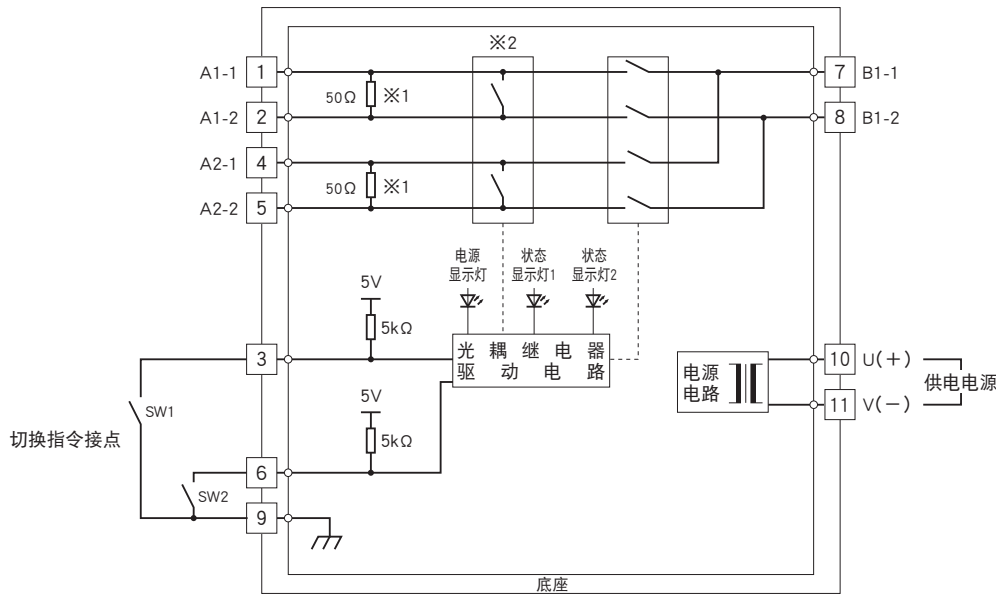 ※2
A1-1 1 7 B1-1
50Ω ※1
A1-2 2 8 B1-2
A2-1 4
50Ω ※1
A2-2 5
电源
显示灯
状态
显示灯1
状态
显示灯2
5V
5kΩ
3
光耦继电器
驱动电路
电源
电路
10 U(+)
供电电源
11 V(−)
5V
SW1
切换指令接点
5kΩ
6
SW2
9
底座